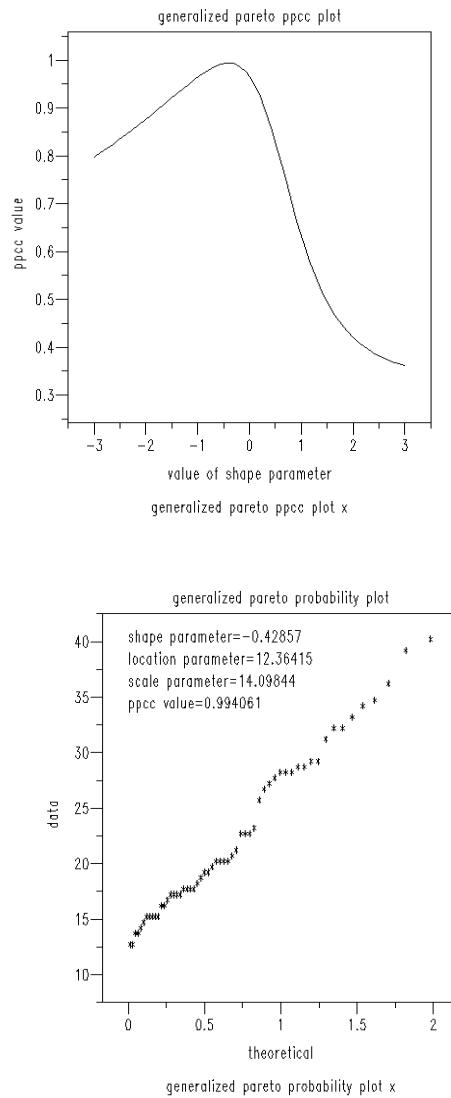 generalized pareto ppcc plot
1
0.9
0.8
0.7
0.6
0.5
0.4
0.3
ppcc value
-3 -2 -1 0 1 2 3
value of shape parameter
generalized pareto ppcc plot x
generalized pareto probability plot
shape parameter=-0.42857
location parameter=12.36415
scale parameter=14.09844
ppcc value=0.994061
40
35
30
25
20
15
10
data
0 0.5 1 1.5 2
theoretical
generalized pareto probability plot x